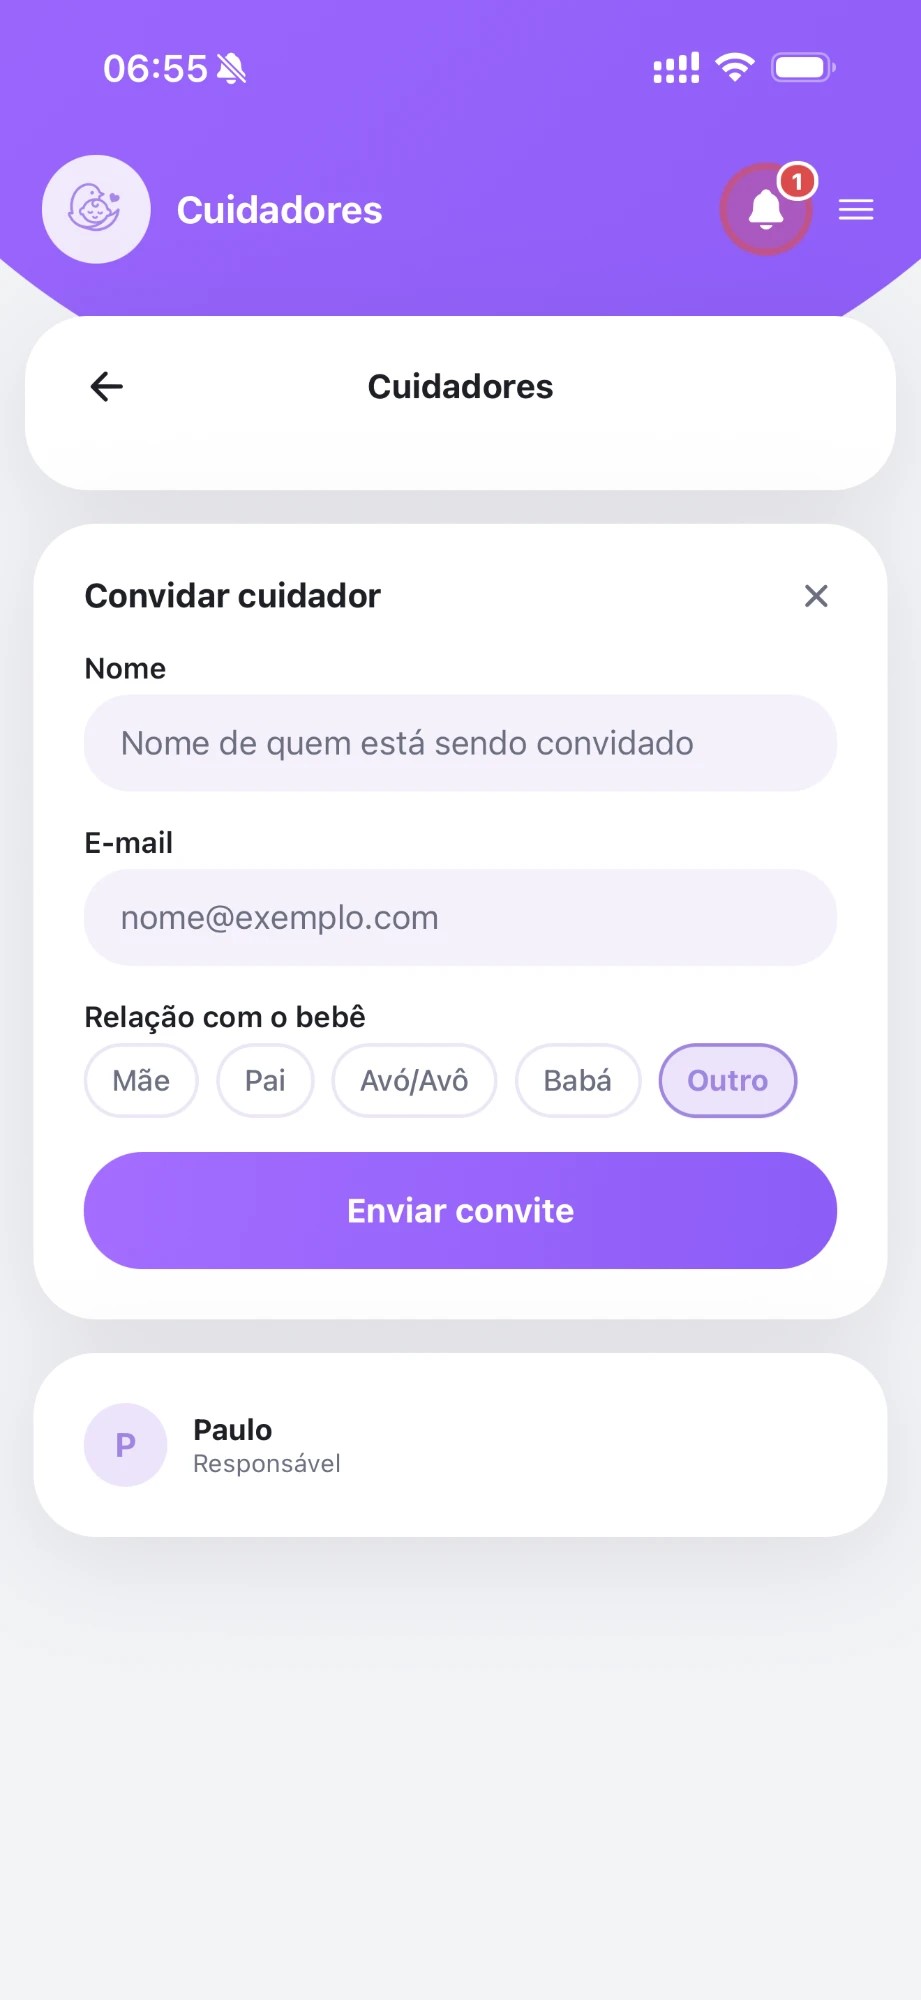 06:55
Cuidadores
1
Cuidadores
Convidar cuidador
Nome
Nome de quem está sendo convidado
E-mail
nome@exemplo.com
Relação com o bebê
Mãe
Pai
Avó/Avô
Babá
Outro
Enviar convite
P
Paulo
Responsável